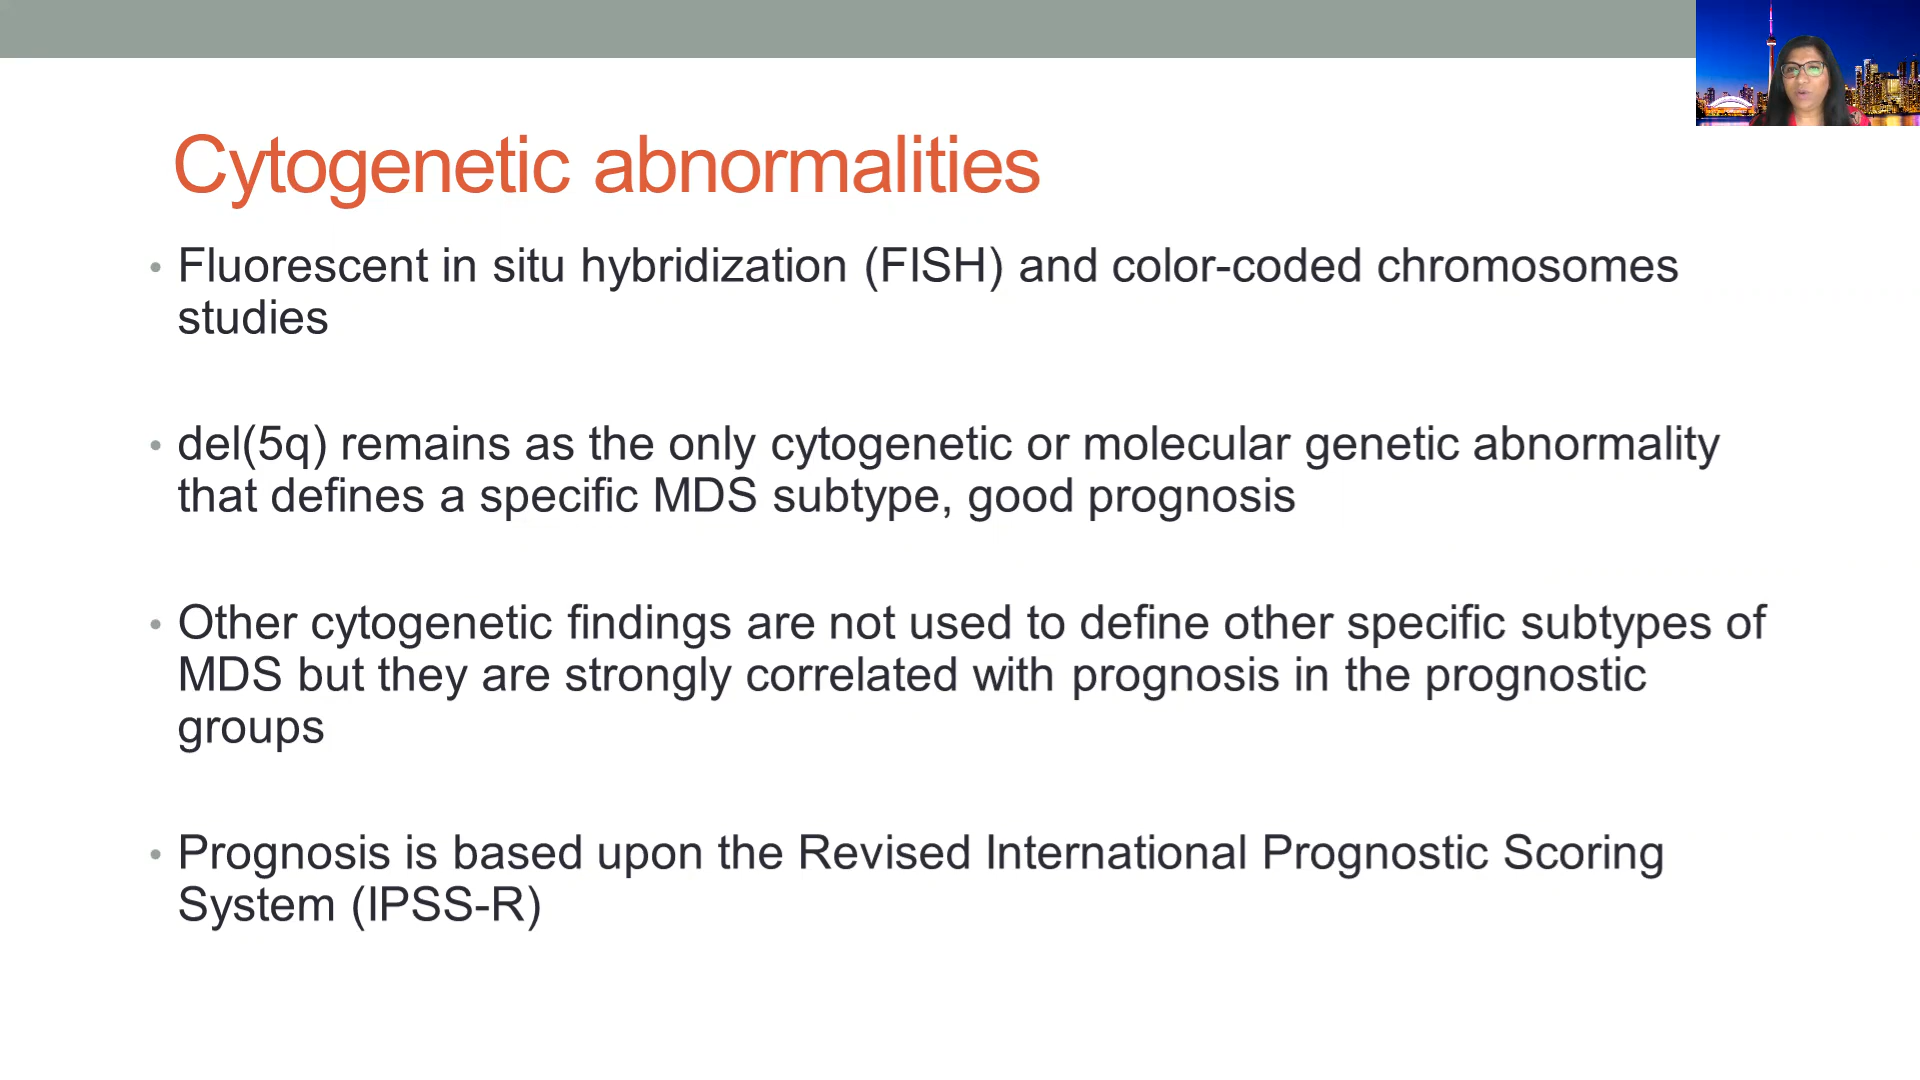 Cytogenetic abnormalities
• Fluorescent in situ hybridization (FISH) and color-coded chromosomes
studies
• del(5q) remains as the only cytogenetic or molecular genetic abnormality
that defines a specific MDS subtype, good prognosis
• Other cytogenetic findings are not used to define other specific subtypes of
MDS but they are strongly correlated with prognosis in the prognostic
groups
• Prognosis is based upon the Revised International Prognostic Scoring
System (IPSS-R)